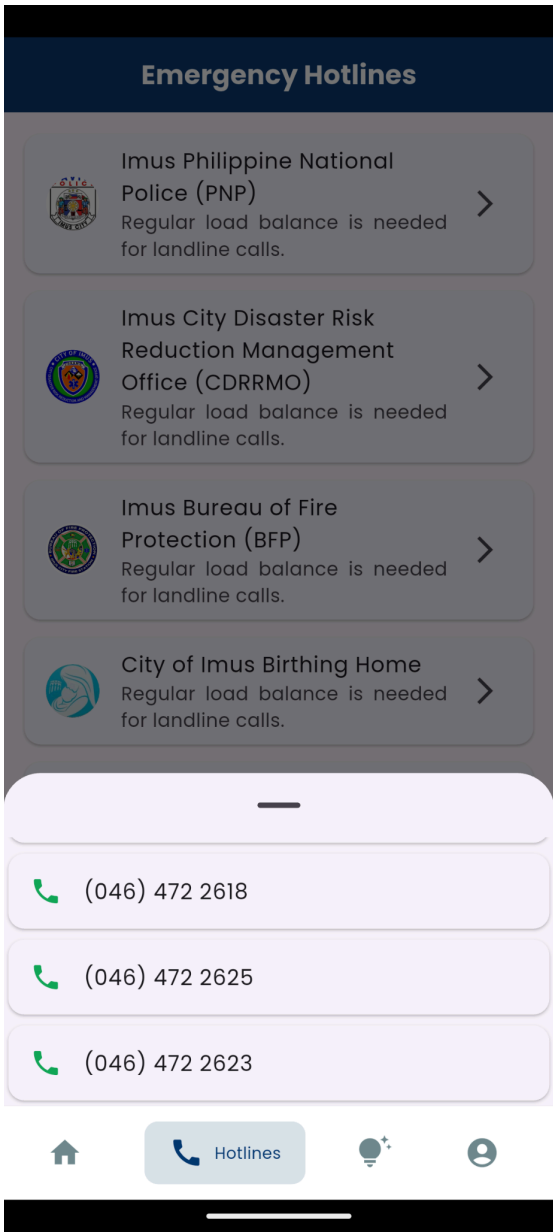 Emergency Hotlines
Imus Philippine National
Police (PNP)
Regular load balance is needed
for landline calls.
Imus City Disaster Risk
Reduction Management
Office (CDRRMO)
Regular load balance is needed
for landline calls.
Imus Bureau of Fire
Protection (BFP)
Regular load balance is needed
for landline calls.
City of Imus Birthing Home
Regular load balance is needed
for landline calls.
(046) 472 2618
(046) 472 2625
(046) 472 2623
Hotlines